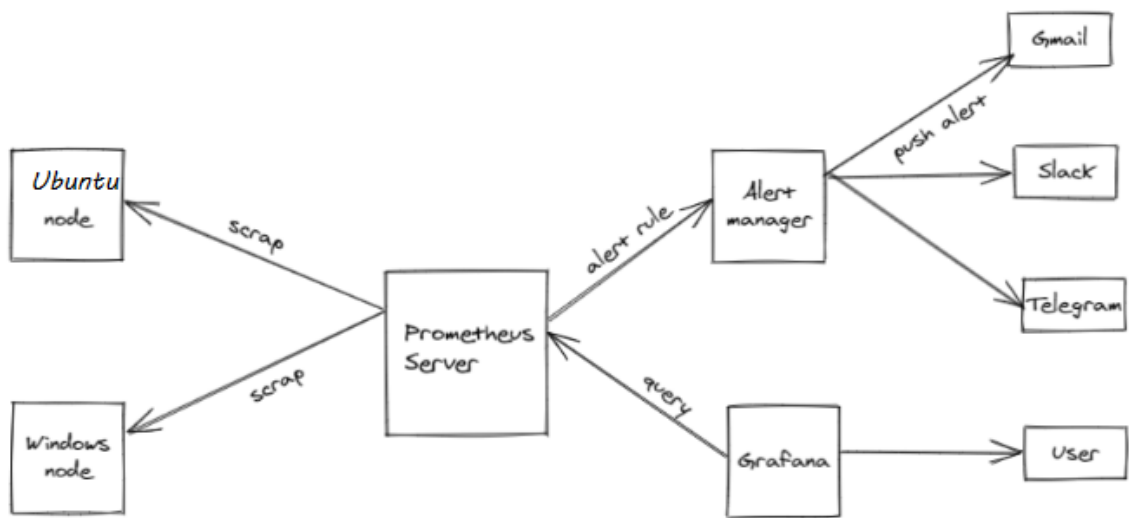 Gmail
push alert
Ubuntu
node
Slack
Alert
manager
scrap
alert rule
Telegram
Prometheus
Server
scrap
query
Windows
node
Grafana
User